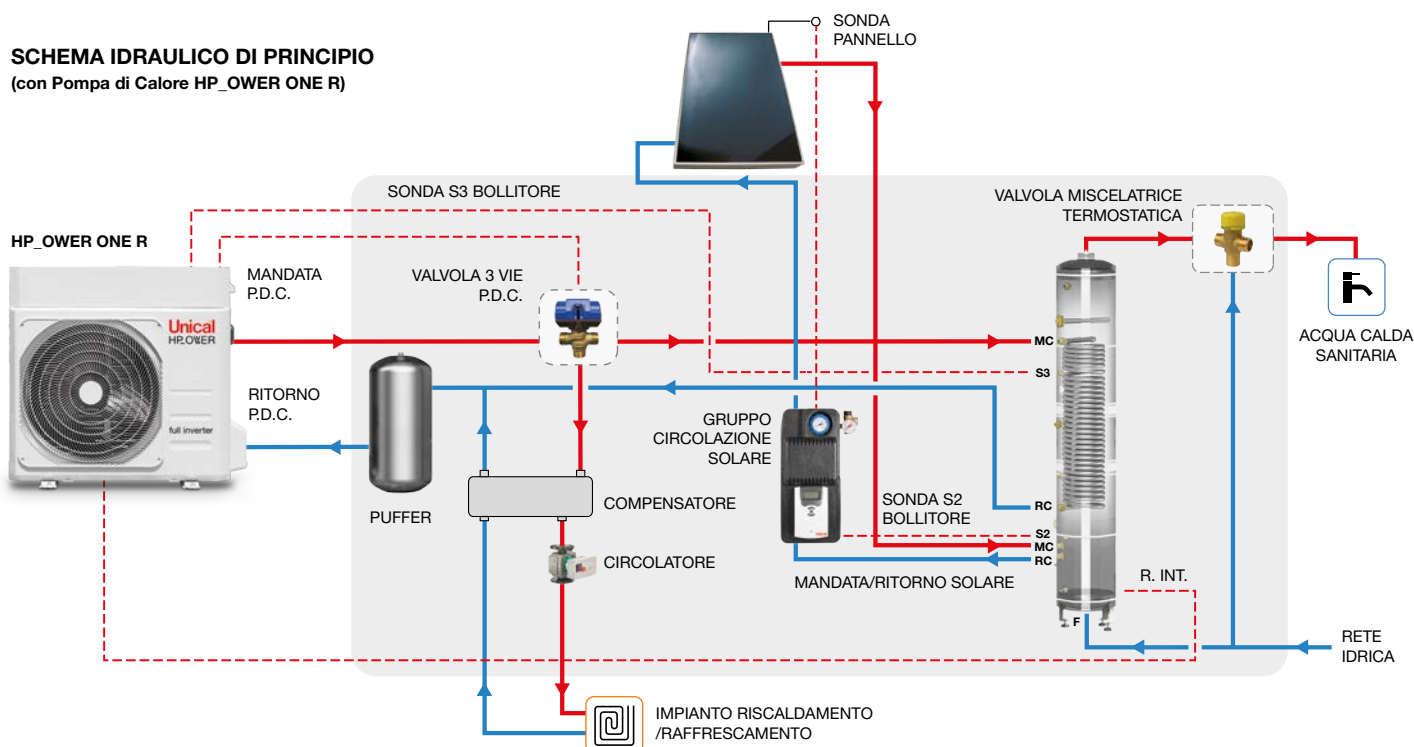 SCHEMA IDRAULICO DI PRINCIPIO
(con Pompa di Calore HP_OWER ONE R)
SONDA
PANNELLO
SONDA S3 BOLLITORE
VALVOLA MISCELATRICE
TERMOSTATICA
HP_OWER ONE R
MANDATA
P.D.C.
VALVOLA 3 VIE
P.D.C.
Unical
HP_OWER
full inverter
MC
S3
ACQUA CALDA
SANITARIA
RITORNO
P.D.C.
GRUPPO
CIRCOLAZIONE
SOLARE
PUFFER
COMPENSATORE
SONDA S2
BOLLITORE
RC
S2
MC
RC
CIRCOLATORE
MANDATA/RITORNO SOLARE
R. INT.
F
RETE
IDRICA
IMPIANTO RISCALDAMENTO
/RAFFRESCAMENTO